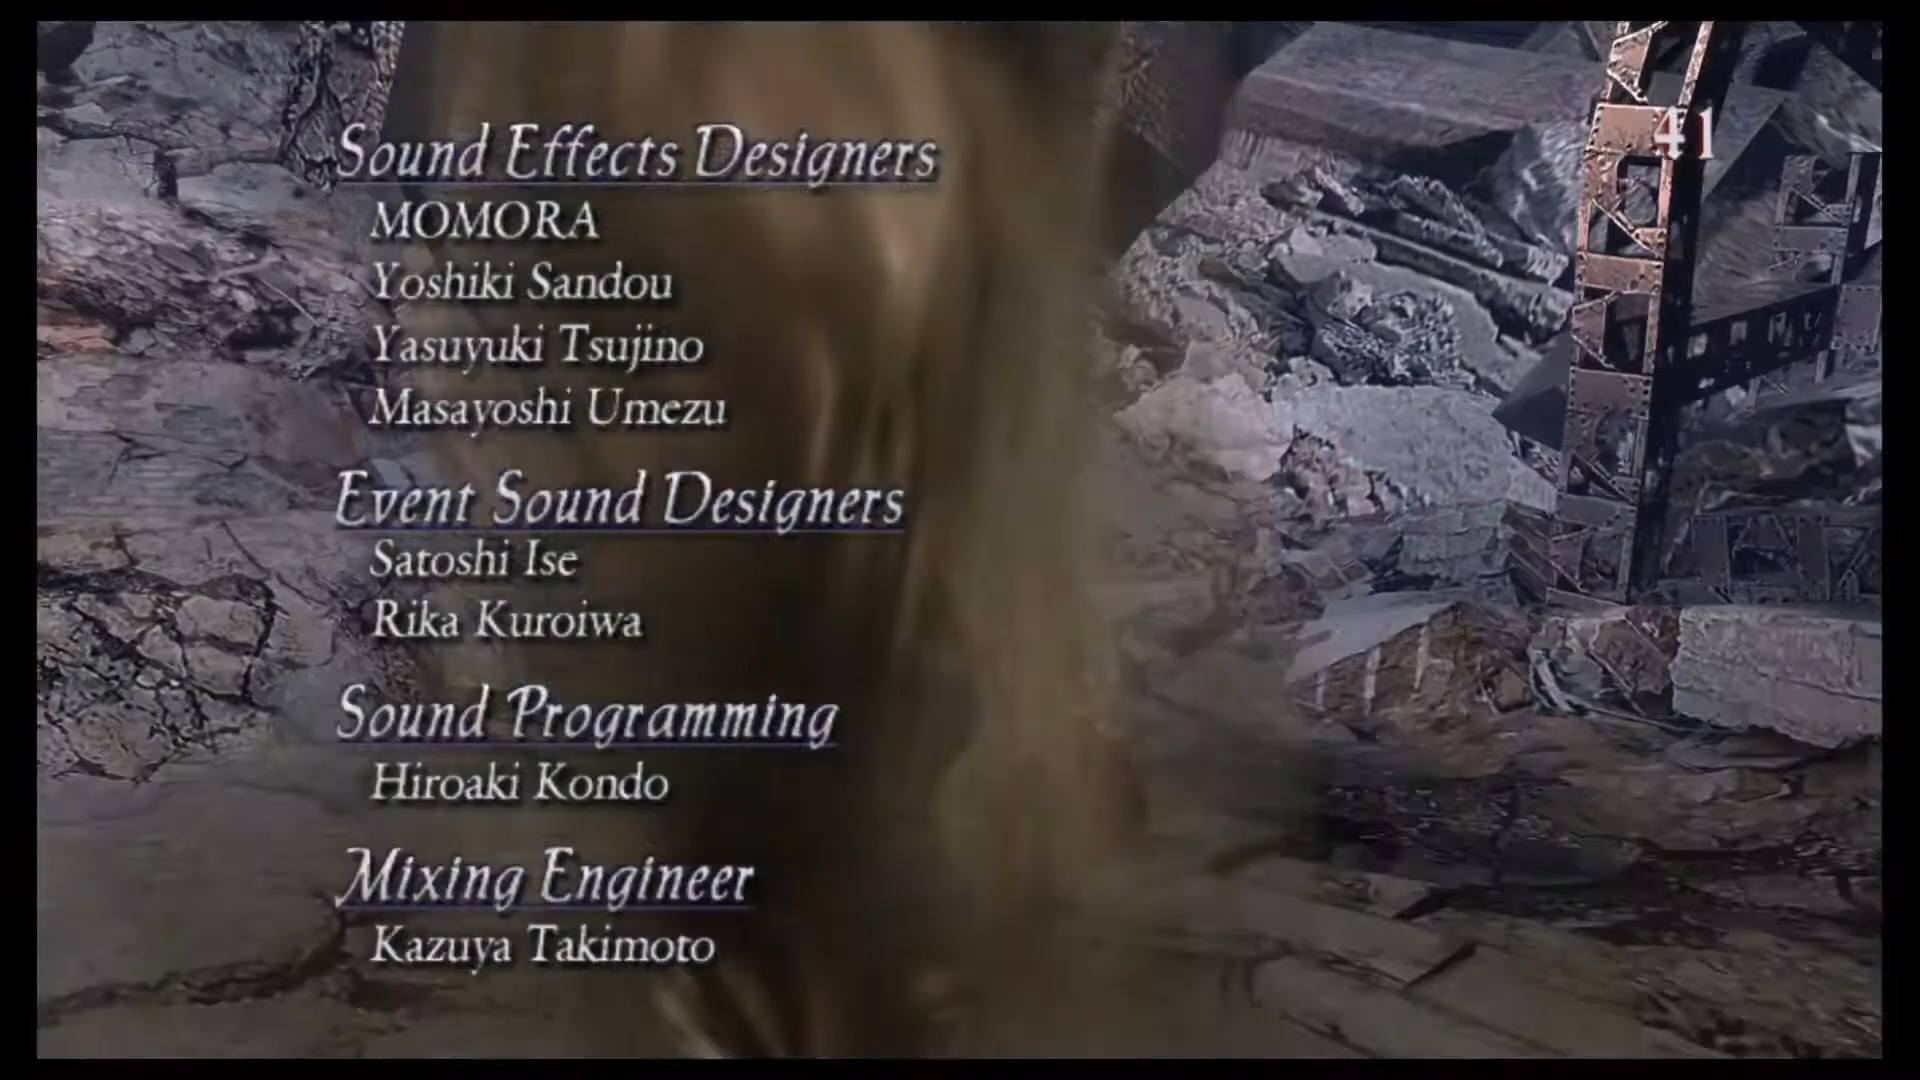 Sound Effects Designers
MOMORA
Yoshiki Sandou
Yasuyuki Tsujino
Masayoshi Umezu
Event Sound Designers
Satoshi Ise
Rika Kuroiwa
Sound Programming
Hiroaki Kondo
Mixing Engineer
Kazuya Takimoto
41